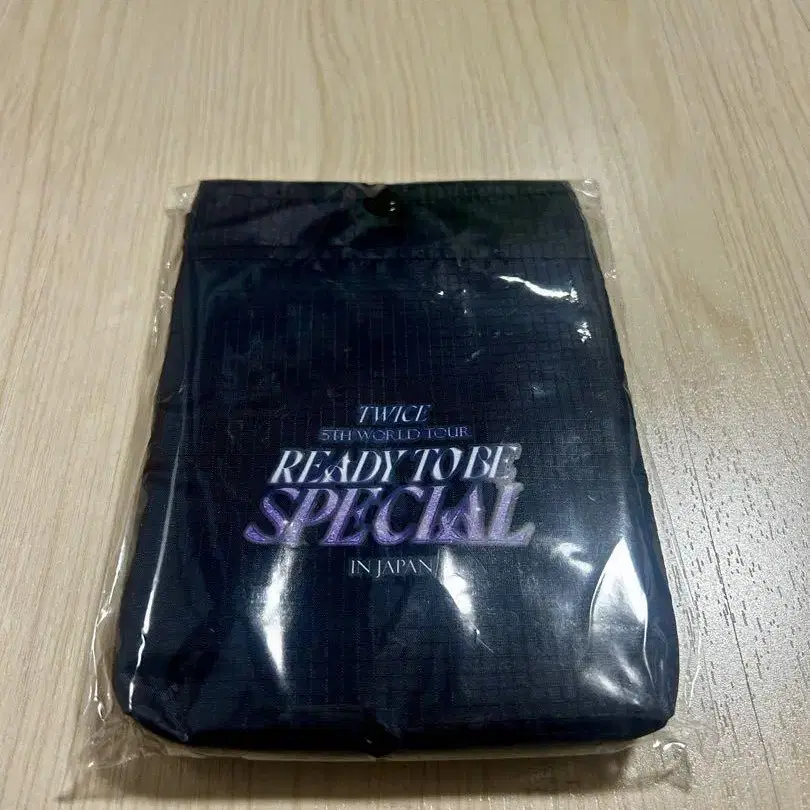 TWICE
5TH WORLD TOUR
READY TO BE
SPECIAL
IN JAPAN